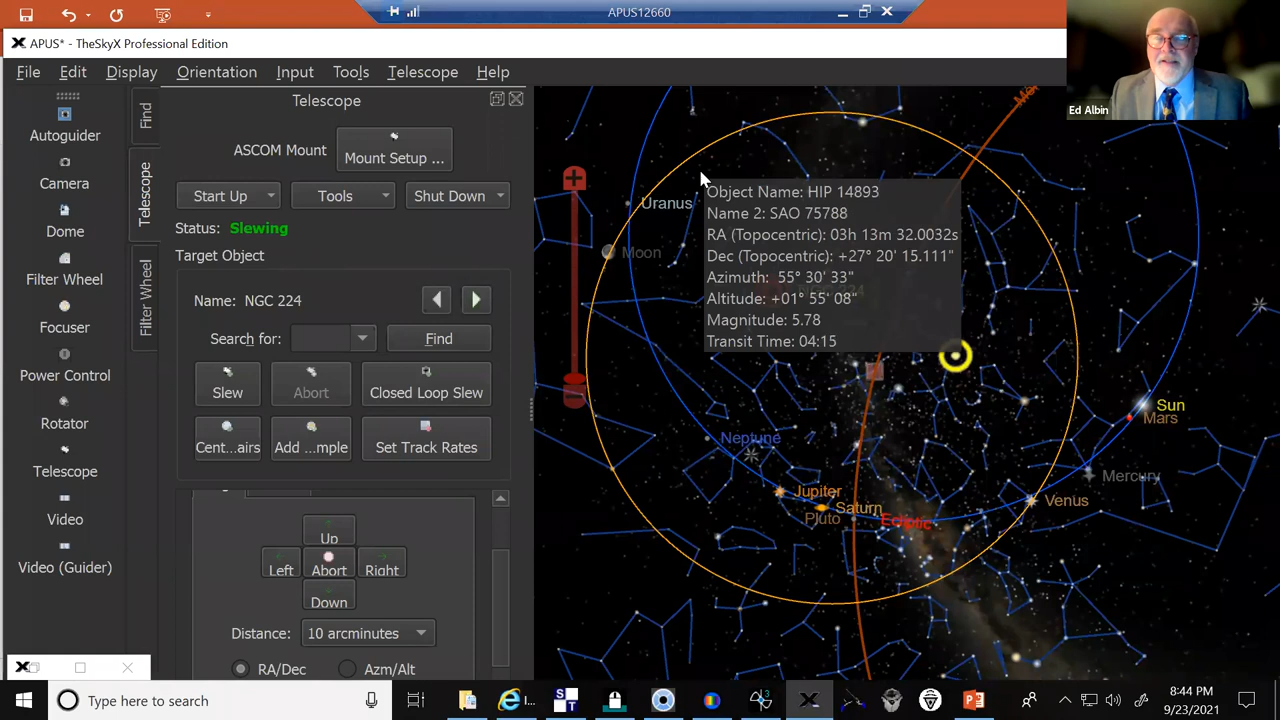 APUS12660
APUS* - TheSkyX Professional Edition
File Edit Display Orientation Input Tools Telescope Help
Ed Albin
Autoguider
Camera
Dome
Filter Wheel
Focuser
Power Control
Rotator
Telescope
Video
Video (Guider)
Find
Telescope
Filter Wheel
Telescope
ASCOM Mount
Mount Setup ...
Start Up
Tools
Shut Down
Status: Slewing
Target Object
Name: NGC 224
Search for:
Find
Slew
Abort
Closed Loop Slew
Cent...airs
Add ...mple
Set Track Rates
Up
Left
Abort
Right
Down
Distance: 10 arcminutes
RA/Dec
Azm/Alt
Uranus
Moon
Object Name: HIP 14893
Name 2: SAO 75788
RA (Topocentric): 03h 13m 32.0032s
Dec (Topocentric): +27° 20' 15.111"
Azimuth: 55° 30' 33"
Altitude: +01° 55' 08"
Magnitude: 5.78
Transit Time: 04:15
Sun
Mars
Neptune
Mercury
Jupiter
Venus
Saturn
Pluto
Ecliptic
Type here to search
8:44 PM
9/23/2021